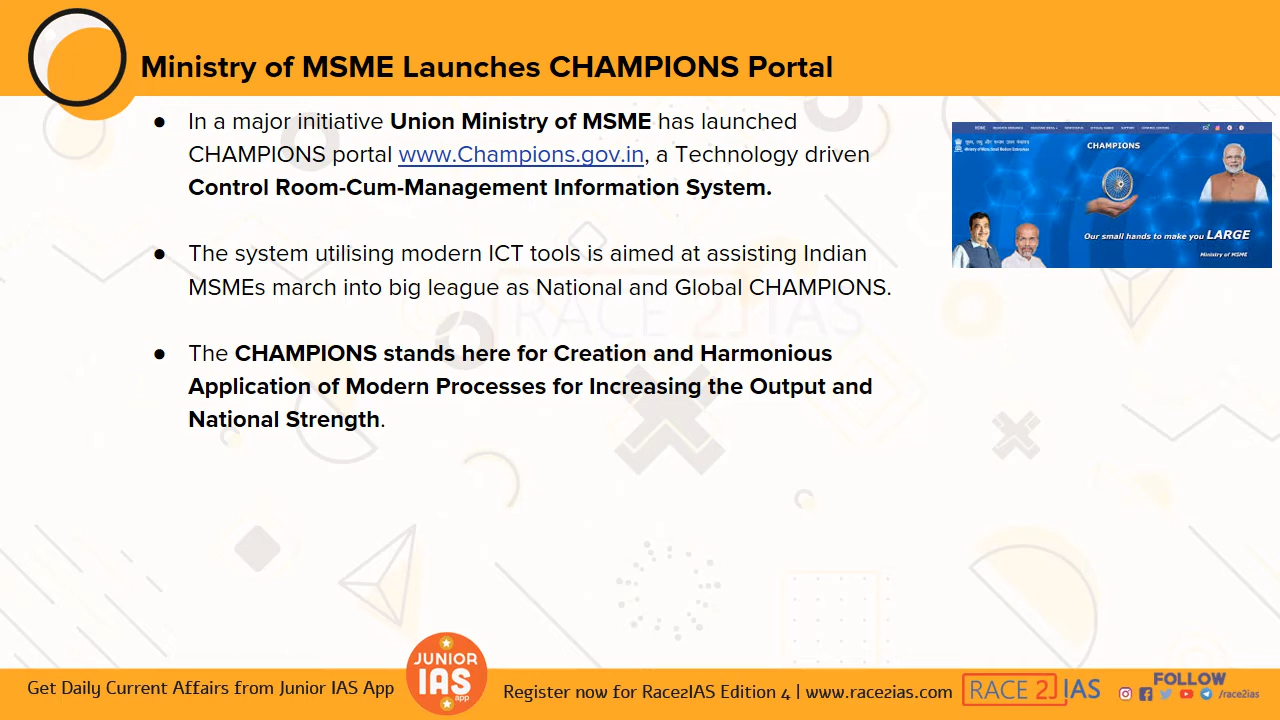 Ministry of MSME Launches CHAMPIONS Portal
● In a major initiative Union Ministry of MSME has launched
CHAMPIONS portal www.Champions.gov.in, a Technology driven
Control Room-Cum-Management Information System.
● The system utilising modern ICT tools is aimed at assisting Indian
MSMEs march into big league as National and Global CHAMPIONS.
● The CHAMPIONS stands here for Creation and Harmonious
Application of Modern Processes for Increasing the Output and
National Strength.
CHAMPIONS
Our small hands to make you LARGE
Ministry of MSME
RACE 2 IAS
Get Daily Current Affairs from Junior IAS App
JUNIOR
IAS
app
Register now for Race2IAS Edition 4 | www.race2ias.com
RACE 2 IAS
FOLLOW
/race2ias